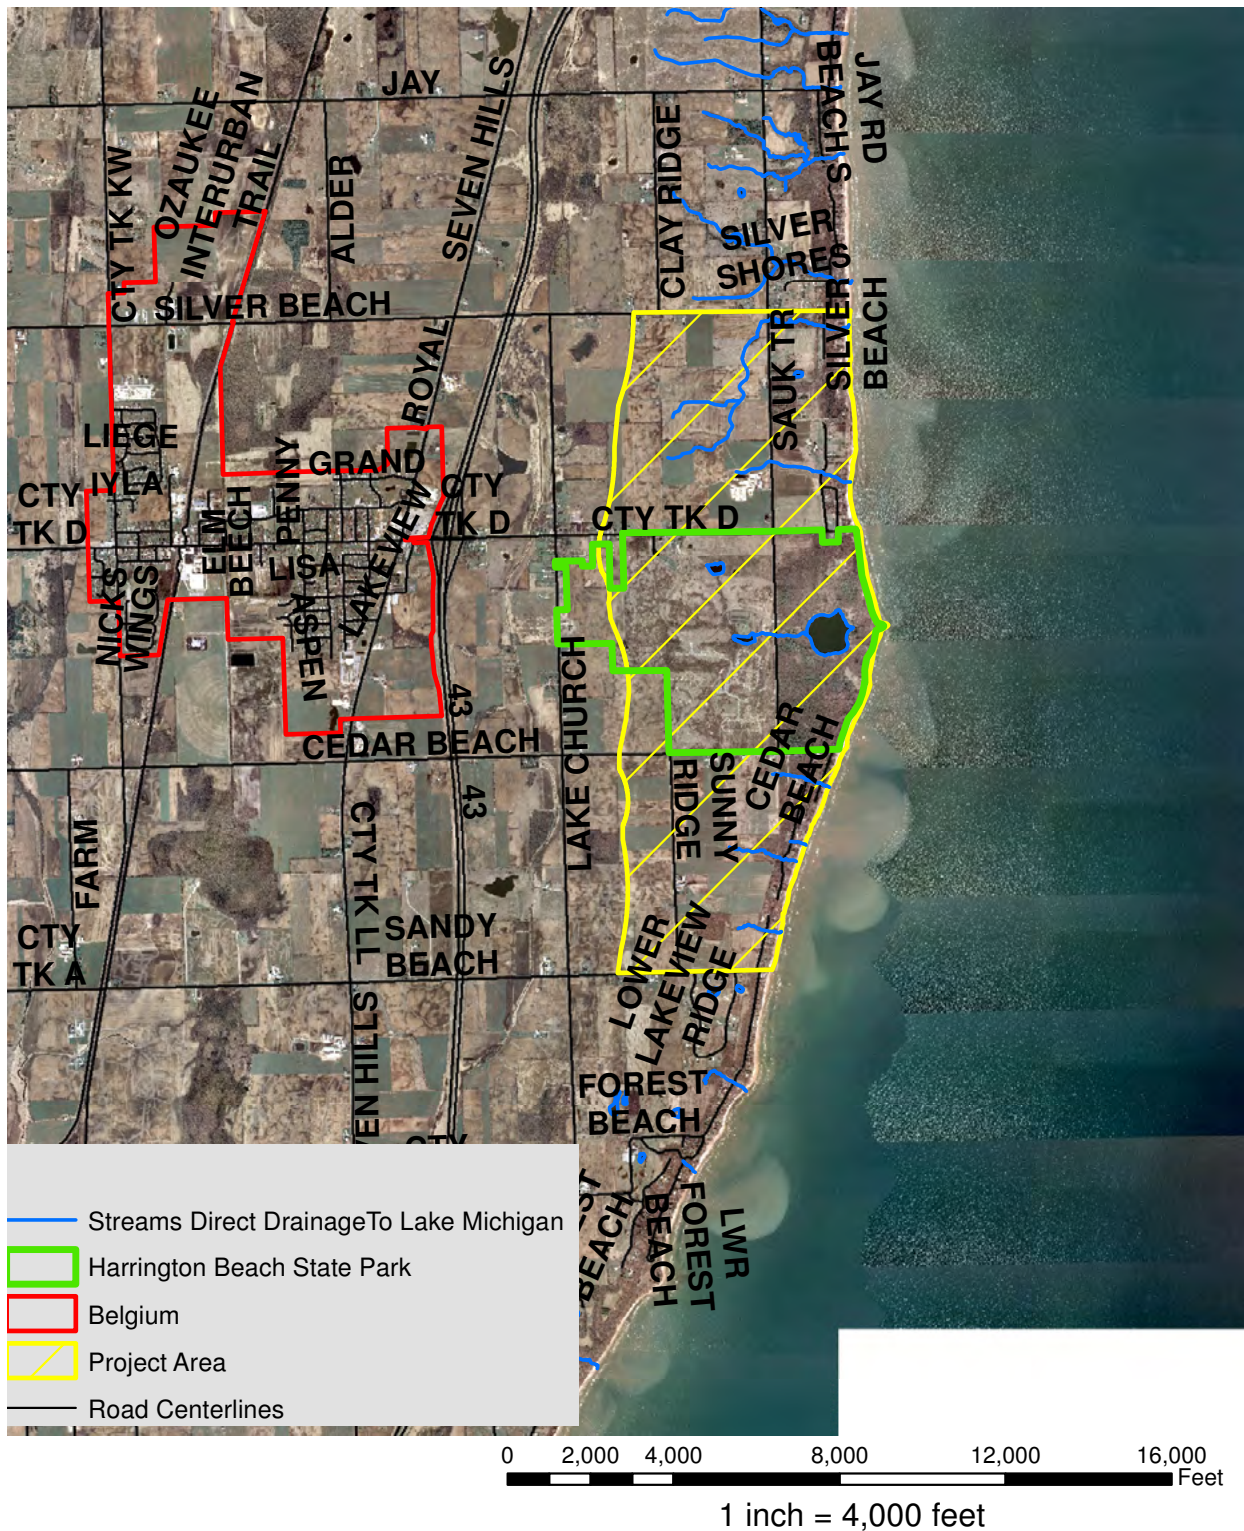 JAY
JAY RD
BEACH S
SEVEN HILLS
OZAUKEE
INTERURBAN
TRAIL
CTY TK KW
ALDER
CLAY RIDGE
SILVER
SHORES
SILVER BEACH
SILVER
BEACH
SAUK TR
ROYAL
LIEGE
IYLA
GRAND
PENNY
CTY
TK D
CTY
TK D
CTY TK D
ELM
BEECH
LISA
LAKEVIEW
ASPEN
NICKS
WINGS
LAKE CHURCH
43
CEDAR BEACH
43
CEDAR
BEACH
SUNNY
RIDGE
FARM
CTY TK LL
CTY
TK A
SANDY
BEACH
LOWER
LAKEVIEW
RIDGE
EN HILLS
FOREST
BEACH
CTY
EST
BEACH
BEACH
LWR
FOREST
Streams Direct DrainageTo Lake Michigan
Harrington Beach State Park
Belgium
Project Area
Road Centerlines
0 2,000 4,000 8,000 12,000 16,000
Feet
1 inch = 4,000 feet